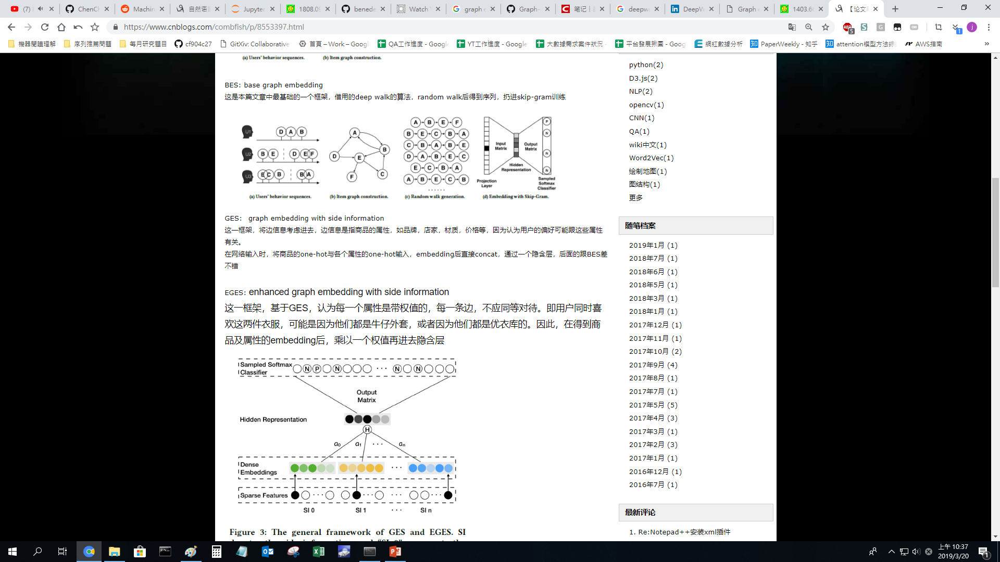 (7)
ChenCh
Machin
自然语言
Jupyter
1808.09
benede
Watch
graph e
Graph-
笔记丨
deepwa
DeepW
Graph e
1403.6
【论文
https://www.cnblogs.com/combfish/p/8553397.html
5
1
j
機器閱讀理解
序列推薦問題
每月研究題目
cf904c27
GitXiv: Collaborative
首頁 – Work – Googl
QA工作進度 - Google
YT工作進度 - Google
大數據需求案件狀況 -
平台發展揪團 - Goog
網紅數據分析
PaperWeekly - 知乎
attention模型方法综
AWS指南
»
(a) Users' behavior sequences.
(b) Item graph construction.
BES: base graph embedding
这是本篇文章中最基础的一个框架，借用的deep walk的算法，random walk后得到序列，扔进skip-gram训练
U1
D A B
U2
B E D E F
U3
E C B B A
A
B
D
E
F
C
A B E F
B E C B A
C B A B E
D A B E C
E C B A
A B E C B
······
Input
Matrix
Output
Matrix
Hidden
Representation
Projection
Layer
Sampled
Softmax
Classifier
P
N
N
N
(a) Users' behavior sequences.
(b) Item graph construction.
(c) Random walk generation.
(d) Embedding with Skip-Gram.
GES： graph embedding with side information
这一框架，将边信息考虑进去，边信息是指商品的属性，如品牌，店家，材质，价格等，因为认为用户的偏好可能跟这些属性
有关。
在网络输入时，将商品的one-hot与各个属性的one-hot输入，embedding后直接concat，通过一个隐含层，后面的跟BES差
不错
EGES: enhanced graph embedding with side information
这一框架，基于GES，认为每一个属性是带权值的，每一条边，不应同等对待。即用户同时喜
欢这两件衣服，可能是因为他们都是牛仔外套，或者因为他们都是优衣库的。因此，在得到商
品及属性的embedding后，乘以一个权值再进去隐含层
Sampled Softmax
Classifier
N P N ··· N N
Output
Matrix
Hidden Representation
H
a0 a1 ··· an
Dense
Embeddings
···
Sparse Features
··· ··· ··· ···
SI 0 SI 1 ··· SI n
Figure 3: The general framework of GES and EGES. SI
python(2)
D3.js(2)
NLP(2)
opencv(1)
CNN(1)
QA(1)
wiki中文(1)
Word2Vec(1)
绘制地图(1)
图结构(1)
更多
随笔档案
2019年1月 (1)
2018年7月 (1)
2018年6月 (1)
2018年5月 (1)
2018年3月 (1)
2018年1月 (1)
2017年12月 (1)
2017年11月 (1)
2017年10月 (2)
2017年9月 (4)
2017年8月 (1)
2017年7月 (1)
2017年5月 (5)
2017年4月 (3)
2017年3月 (1)
2017年2月 (3)
2017年1月 (1)
2016年12月 (1)
2016年7月 (1)
最新评论
1. Re:Notepad++安装xml插件
上午 10:37
2019/3/20
1